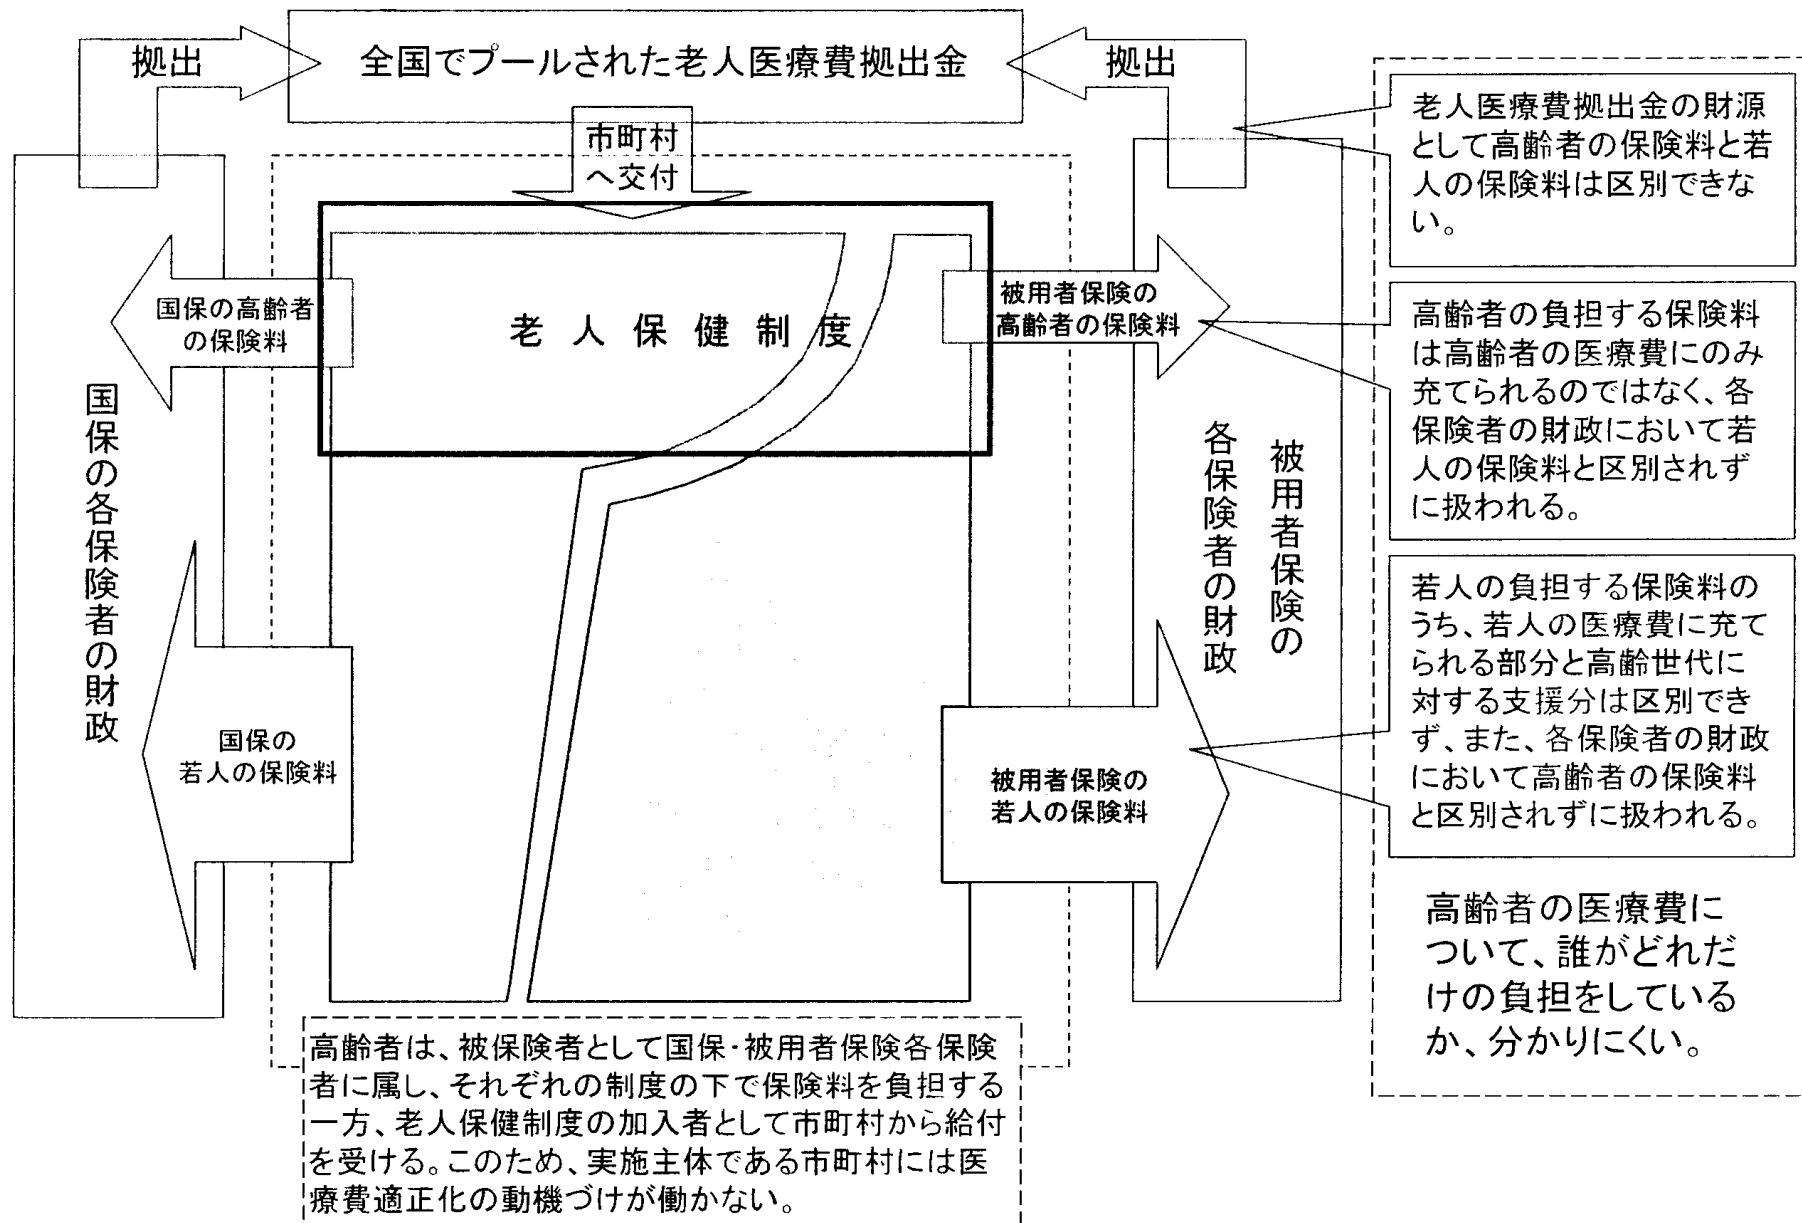 拠出
全国でプールされた老人医療費拠出金
拠出
市町村
へ交付
老人医療費拠出金の財源
として高齢者の保険料と若
人の保険料は区別できな
い。
国保の高齢者
の保険料
老人保健制度
被用者保険の
高齢者の保険料
高齢者の負担する保険料
は高齢者の医療費にのみ
充てられるのではなく、各
保険者の財政において若
人の保険料と区別されず
に扱われる。
国保の各保険者の財政
被用者保険の
各保険者の財政
若人の負担する保険料の
うち、若人の医療費に充て
られる部分と高齢世代に
対する支援分は区別でき
ず、また、各保険者の財政
において高齢者の保険料
と区別されずに扱われる。
国保の
若人の保険料
被用者保険の
若人の保険料
高齢者の医療費に
ついて、誰がどれだ
けの負担をしている
か、分かりにくい。
高齢者は、被保険者として国保・被用者保険各保険
者に属し、それぞれの制度の下で保険料を負担する
一方、老人保健制度の加入者として市町村から給付
を受ける。このため、実施主体である市町村には医
療費適正化の動機づけが働かない。